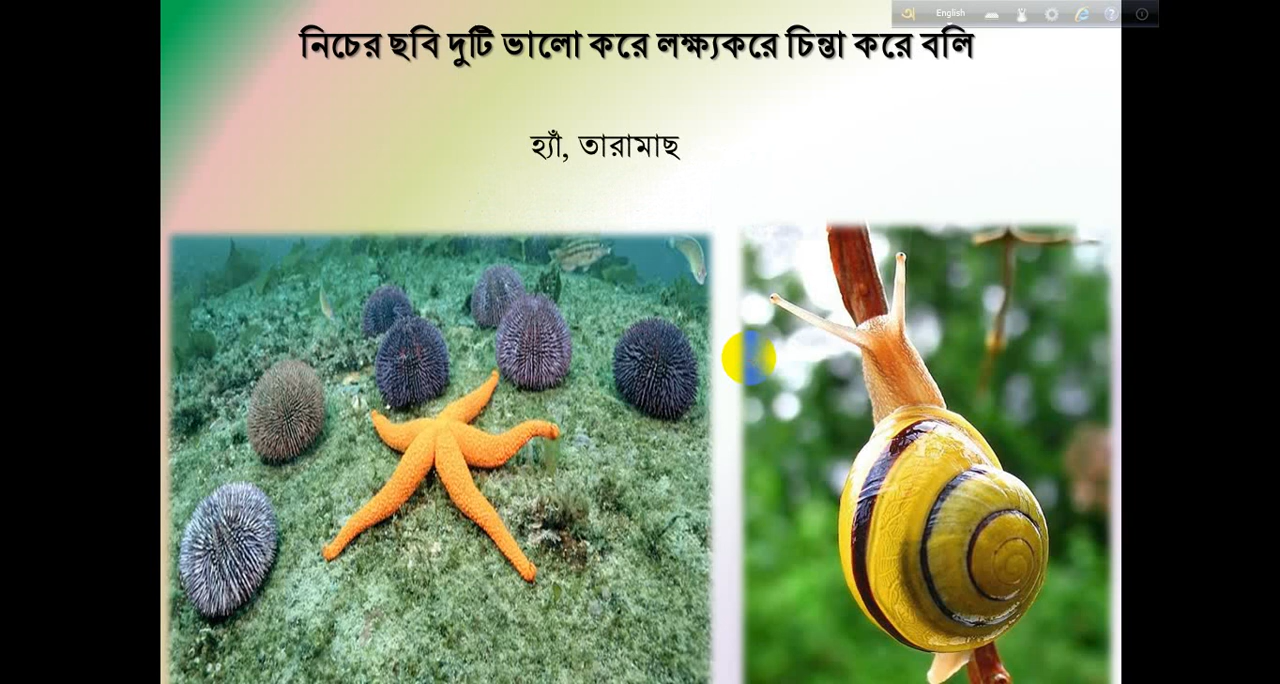 English
নিচের ছবি দুটি ভালো করে লক্ষ্যকরে চিন্তা করে বলি
হ্যাঁ, তারামাছ